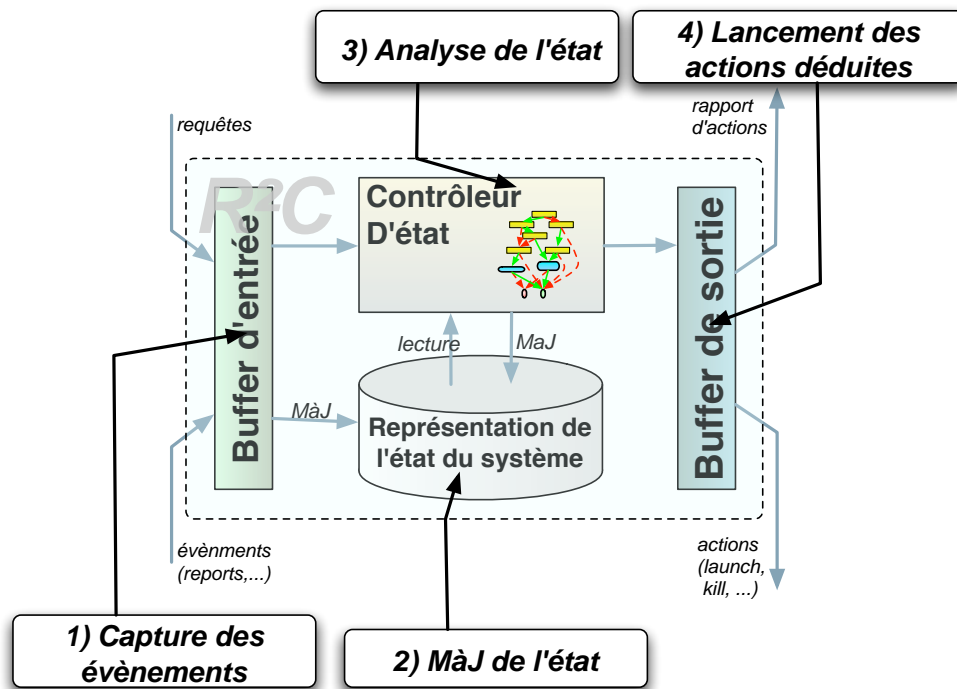 3) Analyse de l'état
4) Lancement des
actions déduites
requêtes
rapport
d'actions
R²C
Contrôleur
D'état
Buffer d'entrée
Buffer de sortie
lecture
MaJ
MàJ
Représentation de
l'état du système
évènments
(reports,...)
actions
(launch,
kill, ...)
1) Capture des
évènements
2) MàJ de l'état